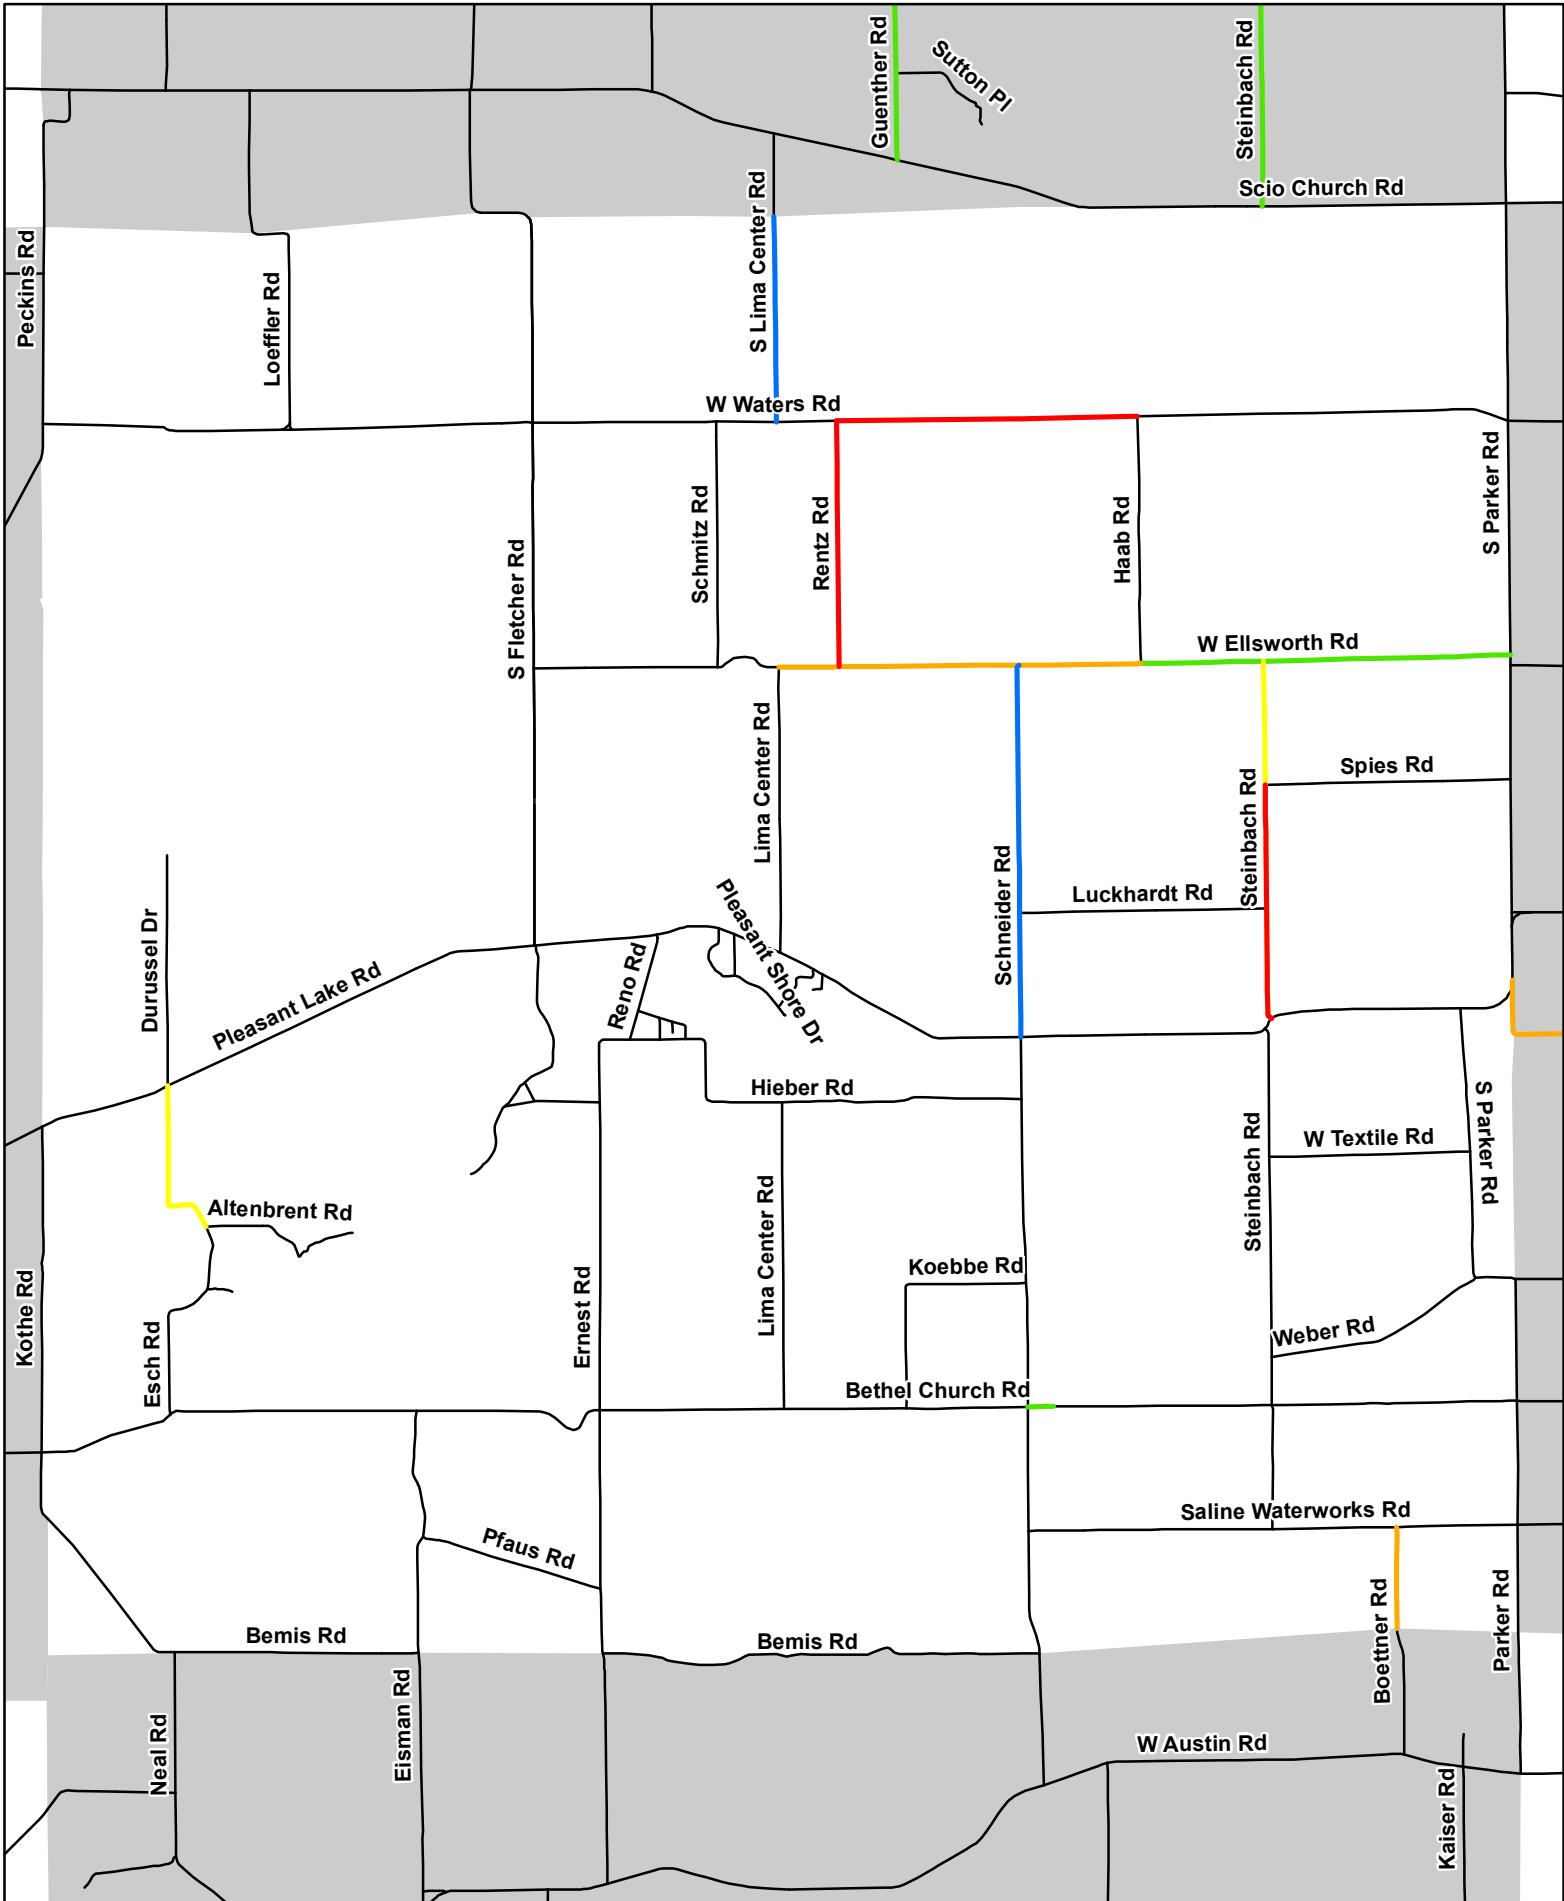 Guenther Rd
Sutton Pl
Steinbach Rd
Scio Church Rd
Peckins Rd
Loeffler Rd
S Lima Center Rd
W Waters Rd
S Fletcher Rd
Schmitz Rd
Rentz Rd
Haab Rd
S Parker Rd
W Ellsworth Rd
Lima Center Rd
Spies Rd
Steinbach Rd
Schneider Rd
Luckhardt Rd
Durussel Dr
Pleasant Lake Rd
Reno Rd
Pleasant Shore Dr
Hieber Rd
S Parker Rd
W Textile Rd
Steinbach Rd
Altenbrent Rd
Lima Center Rd
Koebbe Rd
Kothe Rd
Esch Rd
Ernest Rd
Weber Rd
Bethel Church Rd
Saline Waterworks Rd
Pfaus Rd
Bemis Rd
Bemis Rd
Boettner Rd
Parker Rd
Neal Rd
Eisman Rd
W Austin Rd
Kaiser Rd